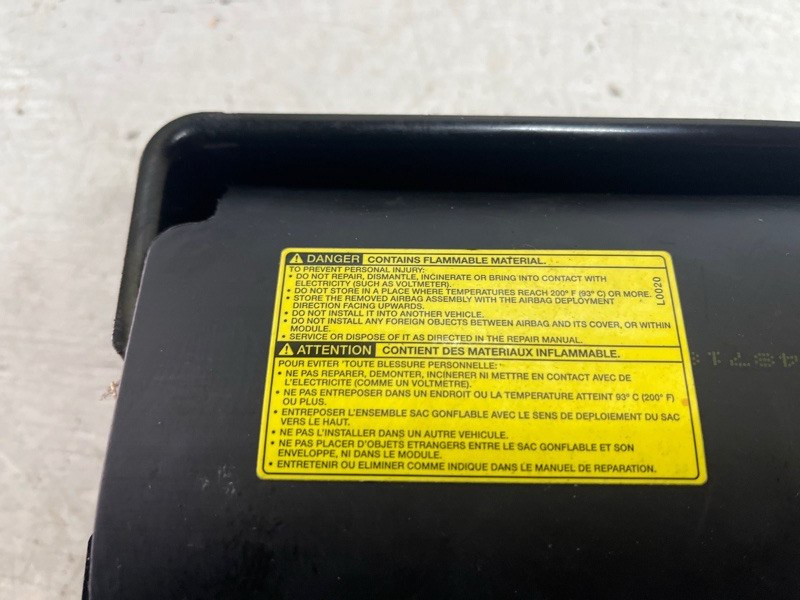 DANGER CONTAINS FLAMMABLE MATERIAL.
TO PREVENT PERSONAL INJURY:
• DO NOT REPAIR, DISMANTLE, INCINERATE OR BRING INTO CONTACT WITH
ELECTRICITY (SUCH AS VOLTMETER).
• DO NOT STORE IN A PLACE WHERE TEMPERATURES REACH 200° F (93° C) OR MORE.
• STORE THE REMOVED AIRBAG ASSEMBLY WITH THE AIRBAG DEPLOYMENT
DIRECTION FACING UPWARDS.
• DO NOT INSTALL IT INTO ANOTHER VEHICLE.
• DO NOT INSTALL ANY FOREIGN OBJECTS BETWEEN AIRBAG AND ITS COVER, OR WITHIN
MODULE.
• SERVICE OR DISPOSE OF IT AS DIRECTED IN THE REPAIR MANUAL.
L0020
ATTENTION CONTIENT DES MATERIAUX INFLAMMABLE.
POUR EVITER 'TOUTE BLESSURE PERSONNELLE:
• NE PAS REPARER, DEMONTER, INCINERER NI METTRE EN CONTACT AVEC DE
L'ELECTRICITE (COMME UN VOLTMETRE).
• NE PAS ENTREPOSER DANS UN ENDROIT OU LA TEMPERATURE ATTEINT 93° C (200° F)
OU PLUS.
• ENTREPOSER L'ENSEMBLE SAC GONFLABLE AVEC LE SENS DE DEPLOIEMENT DU SAC
VERS LE HAUT.
• NE PAS L'INSTALLER DANS UN AUTRE VEHICULE.
• NE PAS PLACER D'OBJETS ETRANGERS ENTRE LE SAC GONFLABLE ET SON
ENVELOPPE, NI DANS LE MODULE.
• ENTRETENIR OU ELIMINER COMME INDIQUE DANS LE MANUEL DE REPARATION.